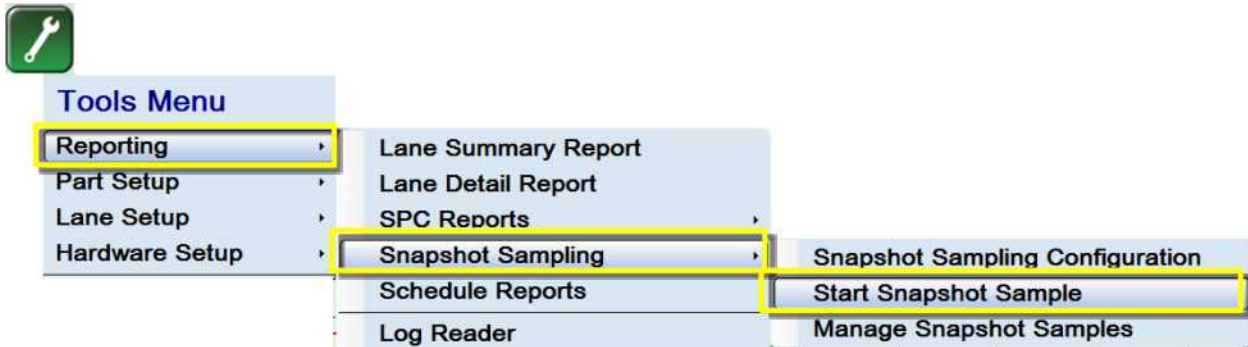 Tools Menu
Reporting
Part Setup
Lane Setup
Hardware Setup
Lane Summary Report
Lane Detail Report
SPC Reports
Snapshot Sampling
Schedule Reports
Log Reader
Snapshot Sampling Configuration
Start Snapshot Sample
Manage Snapshot Samples